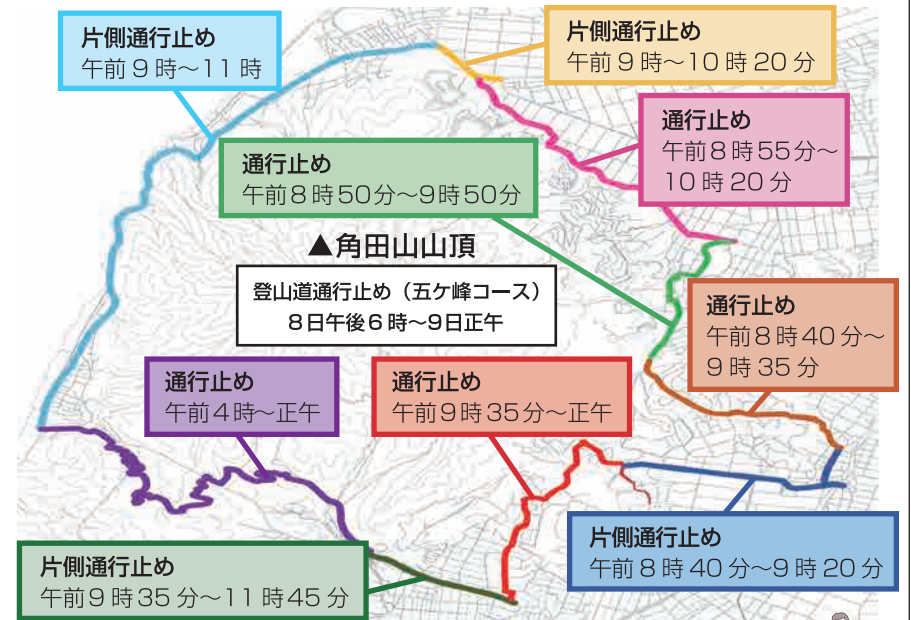 片側通行止め
午前9時～11時
片側通行止め
午前9時～10時20分
通行止め
午前8時55分～
10時20分
通行止め
午前8時50分～9時50分
▲角田山山頂
登山道通行止め（五ケ峰コース）
8日午後6時～9日正午
通行止め
午前8時40分～
9時35分
通行止め
午前4時～正午
通行止め
午前9時35分～正午
片側通行止め
午前8時40分～9時20分
片側通行止め
午前9時35分～11時45分